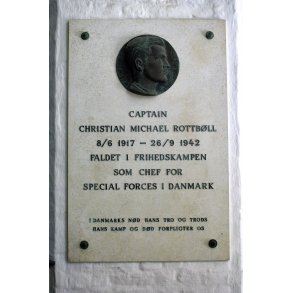 CAPTAIN
CHRISTIAN MICHAEL ROTTBØLL
8/6 1917 – 26/9 1942
FALDET I FRIHEDSKAMPEN
SOM CHEF FOR
SPECIAL FORCES I DANMARK
I DANMARKS NØD HANS TRO OG TRODS
HANS KAMP OG DØD FORPLIGTER OS